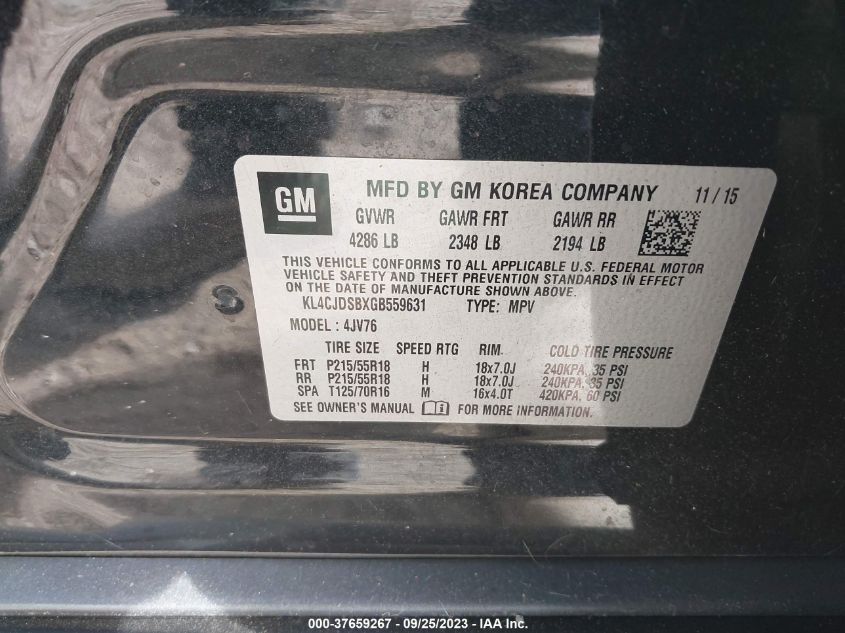 GM
MFD BY GM KOREA COMPANY 11 / 15
GVWR GAWR FRT GAWR RR
4286 LB 2348 LB 2194 LB
THIS VEHICLE CONFORMS TO ALL APPLICABLE U.S. FEDERAL MOTOR
VEHICLE SAFETY AND THEFT PREVENTION STANDARDS IN EFFECT
ON THE DATE OF MANUFACTURE SHOWN ABOVE.
KL4CJDSBXGB559631 TYPE: MPV
MODEL : 4JV76
TIRE SIZE SPEED RTG RIM COLD TIRE PRESSURE
FRT P215/55R18 H 18x7.0J 240KPA, 35 PSI
RR P215/55R18 H 18x7.0J 240KPA, 35 PSI
SPA T125/70R16 M 16x4.0T 420KPA, 60 PSI
SEE OWNER'S MANUAL FOR MORE INFORMATION.
000-37659267 - 09/25/2023 - IAA Inc.